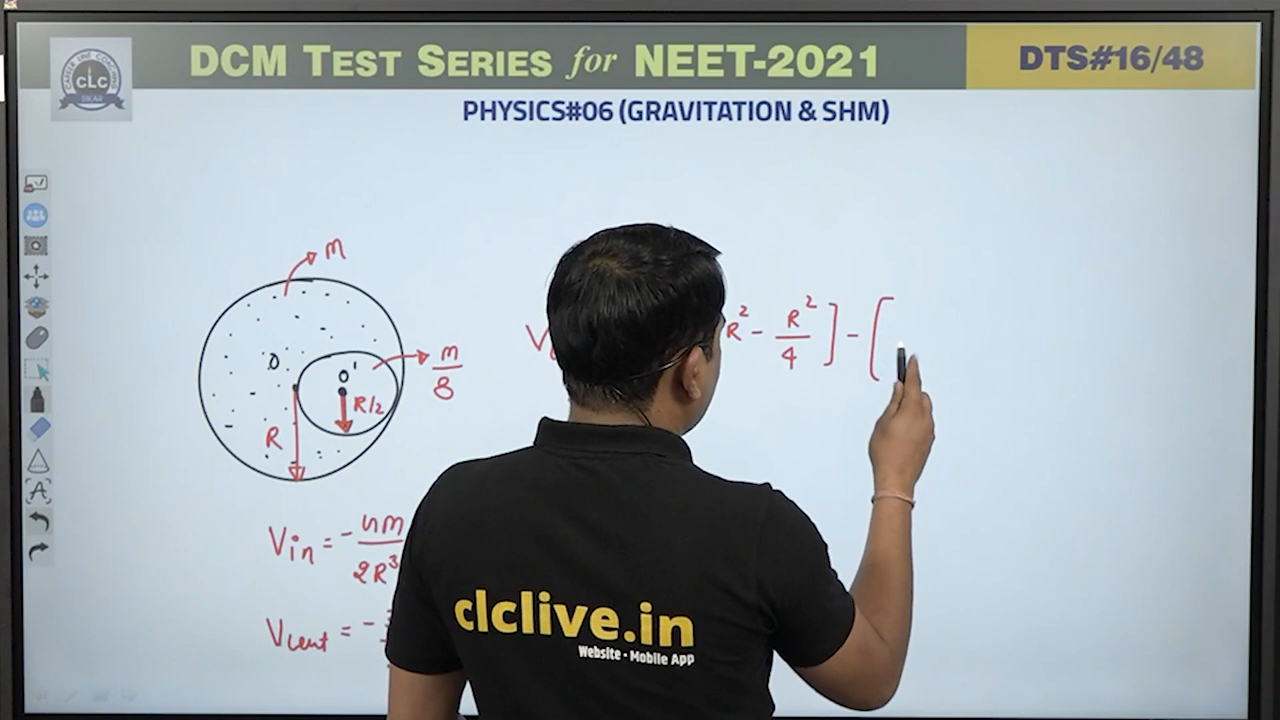 DCM TEST SERIES for NEET-2021
DTS#16/48
CLC
SIKAR
PHYSICS#06 (GRAVITATION & SHM)
m
O
O'
m/8
R/2
R
V
R² - R²/4 ] - [
Vin = - GM/2R³
Vcent = -
clclive.in
Website • Mobile App